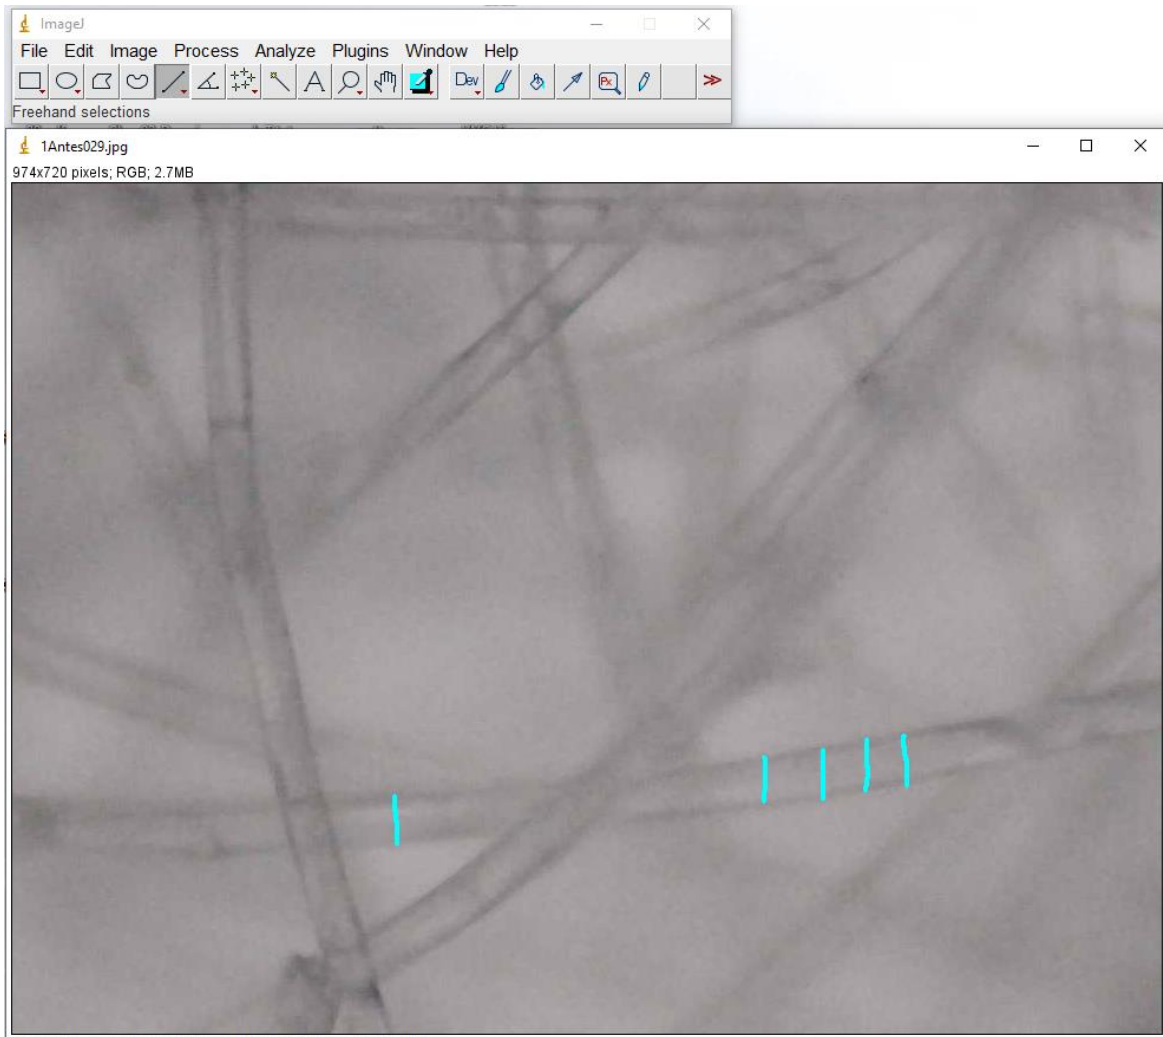 ImageJ
File Edit Image Process Analyze Plugins Window Help
A Dev Px
Freehand selections
1Antes029.jpg
974x720 pixels; RGB; 2.7MB